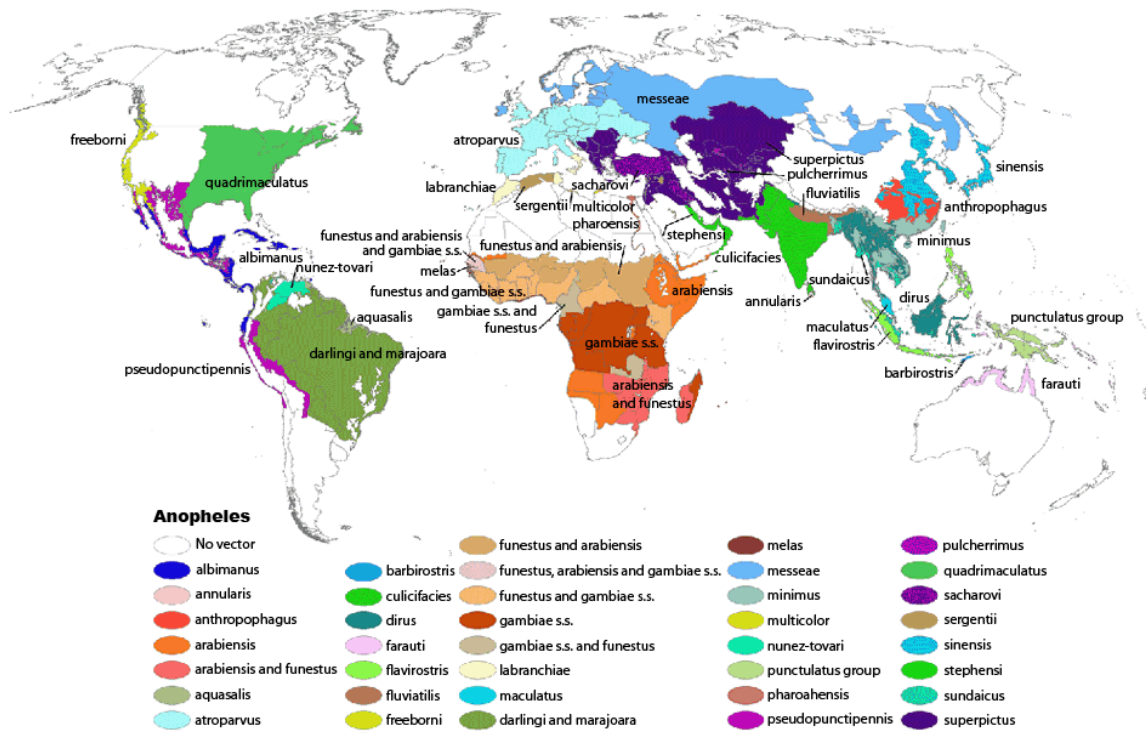 messeae
freeborni
atroparvus
quadrimaculatus
superpictus
pulcherrimus
sinensis
labranchiae
sacharovi
fluviatilis
sergentii
multicolor
anthropophagus
pharoensis
stephensi
funestus and arabiensis
and gambiae s.s.
funestus and arabiensis
minimus
albimanus
culicifacies
nunez-tovari
melas
sundaicus
arabiensis
funestus and gambiae s.s.
annularis
dirus
gambiae s.s. and
funestus
aquasalis
punctulatus group
maculatus
gambiae s.s.
flavirostris
darlingi and marajoara
pseudopunctipennis
barbirostris
farauti
arabiensis
and funestus
Anopheles
No vector
albimanus
annularis
anthropophagus
arabiensis
arabiensis and funestus
aquasalis
atroparvus
barbirostris
culicifacies
dirus
farauti
flavirostris
fluviatilis
freeborni
funestus and arabiensis
funestus, arabiensis and gambiae s.s.
funestus and gambiae s.s.
gambiae s.s.
gambiae s.s. and funestus
labranchiae
maculatus
darlingi and marajoara
melas
messeae
minimus
multicolor
nunez-tovari
punctulatus group
pharoahensis
pseudopunctipennis
pulcherrimus
quadrimaculatus
sacharovi
sergentii
sinensis
stephensi
sundaicus
superpictus